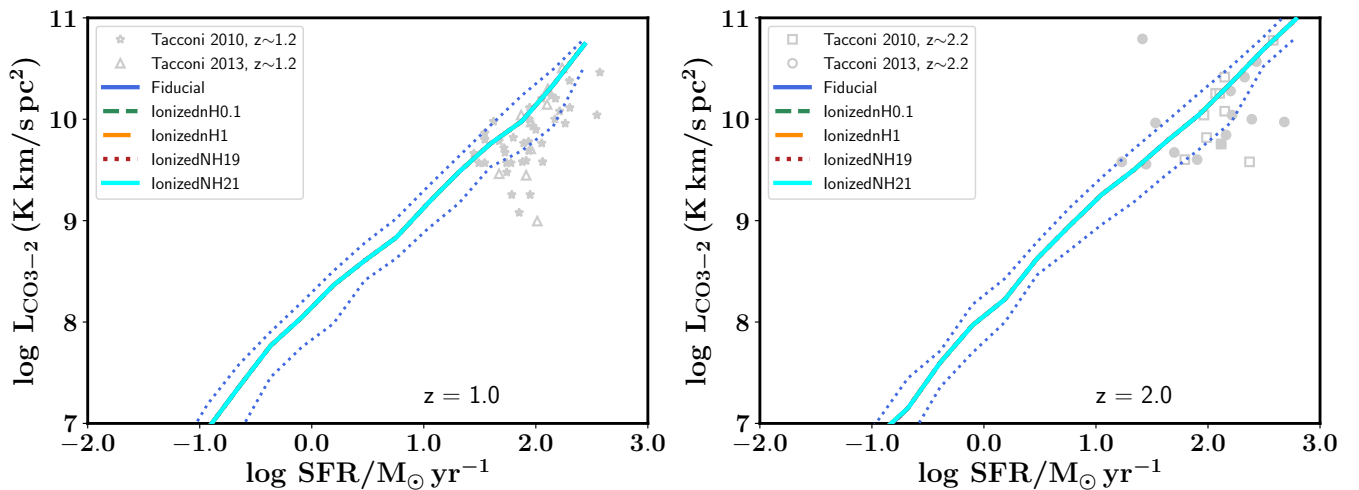 11
10
9
8
7
log L_CO3−2 (K km/s pc²)
Tacconi 2010, z∼1.2
Tacconi 2013, z∼1.2
Fiducial
IonizednH0.1
IonizednH1
IonizedNH19
IonizedNH21
z = 1.0
−2.0 −1.0 0.0 1.0 2.0 3.0
log SFR/M⊙ yr⁻¹
11
10
9
8
7
log L_CO3−2 (K km/s pc²)
Tacconi 2010, z∼2.2
Tacconi 2013, z∼2.2
Fiducial
IonizednH0.1
IonizednH1
IonizedNH19
IonizedNH21
z = 2.0
−2.0 −1.0 0.0 1.0 2.0 3.0
log SFR/M⊙ yr⁻¹